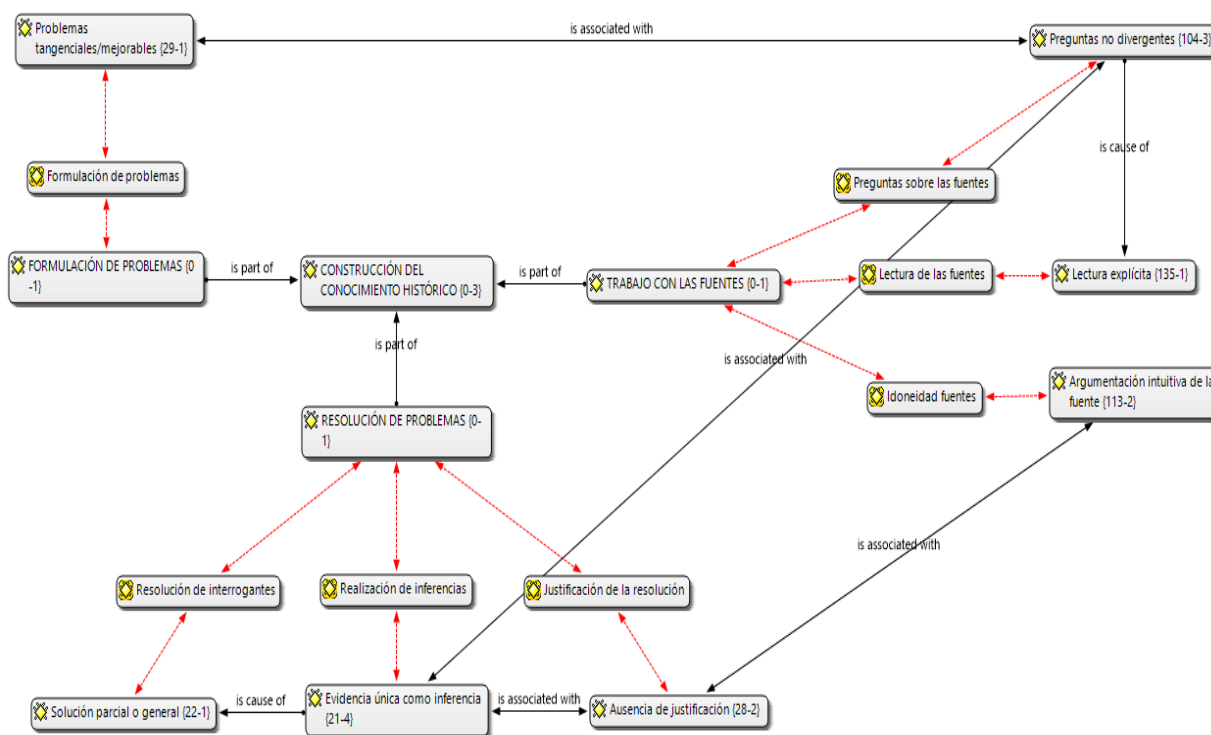 Problemas
tangenciales/mejorables {29-1}
is associated with
Preguntas no divergentes {104-3}
is cause of
Formulación de problemas
Preguntas sobre las fuentes
FORMULACIÓN DE PROBLEMAS {0
-1}
is part of
CONSTRUCCIÓN DEL
CONOCIMIENTO HISTÓRICO {0-3}
is part of
TRABAJO CON LAS FUENTES {0-1}
Lectura de las fuentes
Lectura explícita {135-1}
is part of
is associated with
Idoneidad fuentes
Argumentación intuitiva de la
fuente {113-2}
RESOLUCIÓN DE PROBLEMAS {0-
1}
is associated with
Resolución de interrogantes
Realización de inferencias
Justificación de la resolución
Solución parcial o general {22-1}
is cause of
Evidencia única como inferencia
{21-4}
is associated with
Ausencia de justificación {28-2}